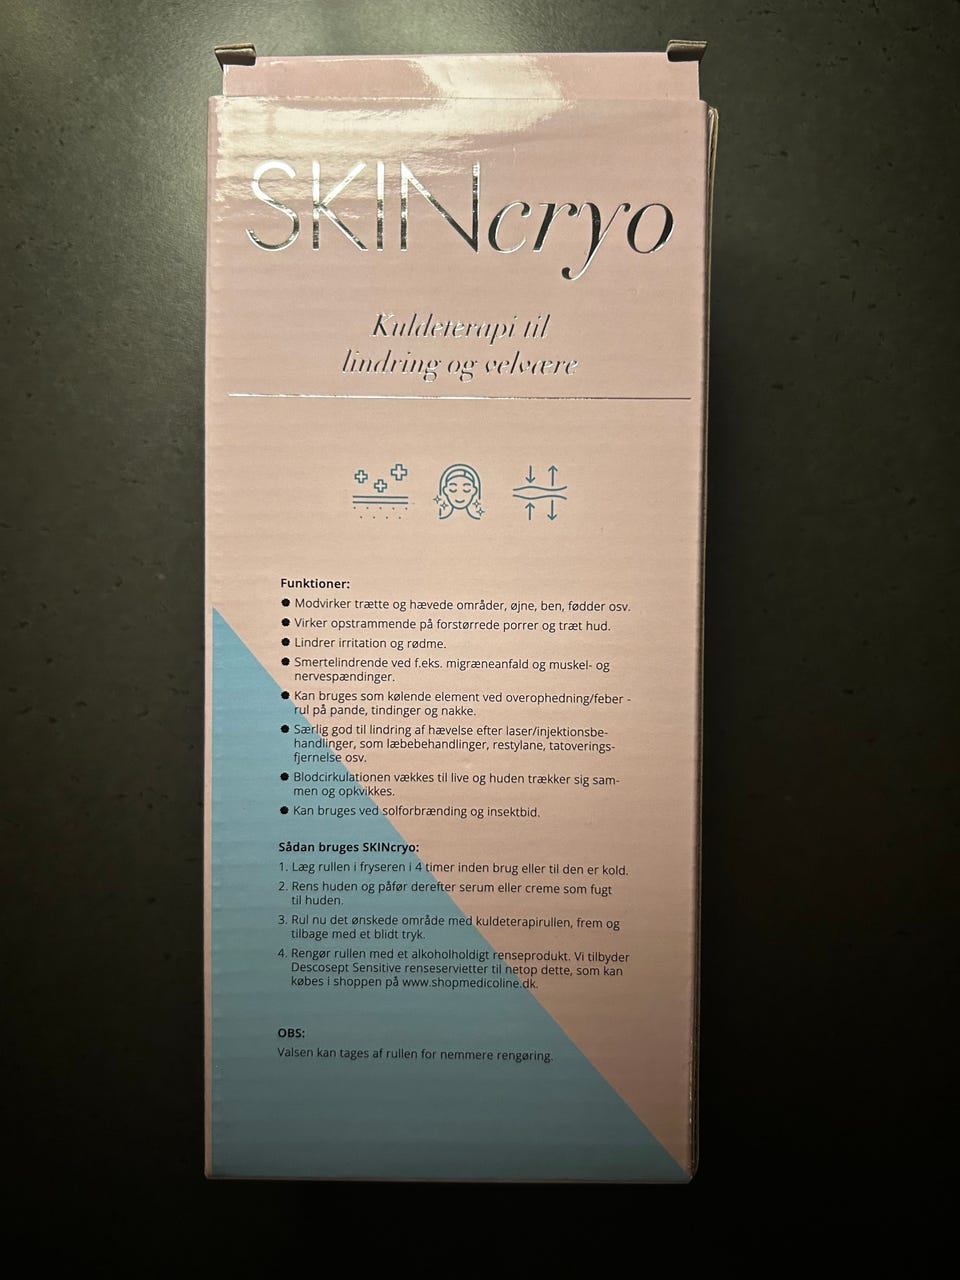 SKINcryo
Kuldeterapi til
lindring og velvære
Funktioner:
Modvirker trætte og hævede områder, øjne, ben, fødder osv.
Virker opstrammende på forstørrede porrer og træt hud.
Lindrer irritation og rødme.
Smertelindrende ved f.eks. migræneanfald og muskel- og
nervespændinger.
Kan bruges som kølende element ved overophedning/feber -
rul på pande, tindinger og nakke.
Særlig god til lindring af hævelse efter laser/injektionsbe-
handlinger, som læbebehandlinger, restylane, tatoverings-
fjernelse osv.
Blodcirkulationen vækkes til live og huden trækker sig sam-
men og opkvikkes.
Kan bruges ved solforbrænding og insektbid.
Sådan bruges SKINcryo:
1. Læg rullen i fryseren i 4 timer inden brug eller til den er kold.
2. Rens huden og påfør derefter serum eller creme som fugt
til huden.
3. Rul nu det ønskede område med kuldeterapirullen, frem og
tilbage med et blidt tryk.
4. Rengør rullen med et alkoholholdigt renseprodukt. Vi tilbyder
Descosept Sensitive renseservietter til netop dette, som kan
købes i shoppen på www.shopmedicoline.dk.
OBS:
Valsen kan tages af rullen for nemmere rengøring.